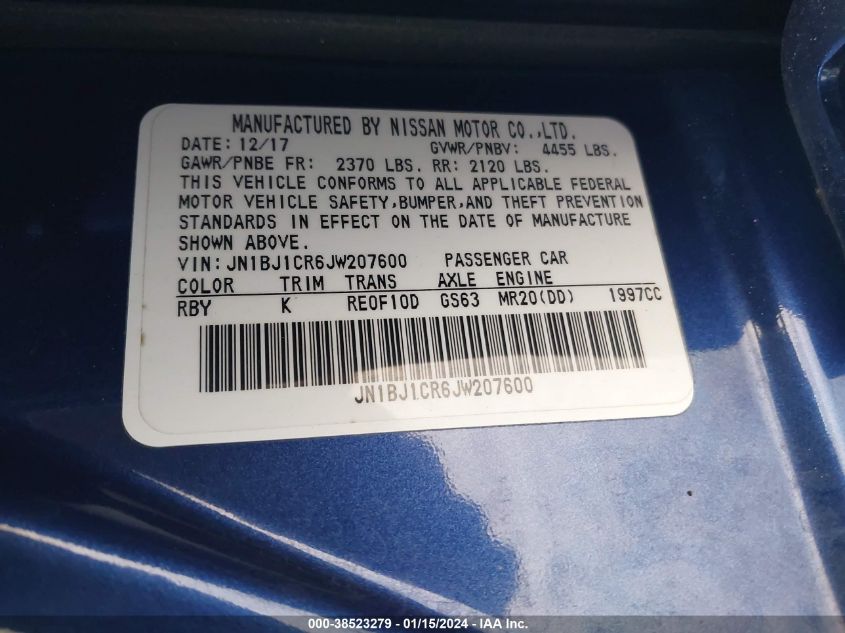 MANUFACTURED BY NISSAN MOTOR CO.,LTD.
DATE: 12/17 GVWR/PNBV: 4455 LBS.
GAWR/PNBE FR: 2370 LBS. RR: 2120 LBS.
THIS VEHICLE CONFORMS TO ALL APPLICABLE FEDERAL
MOTOR VEHICLE SAFETY,BUMPER,AND THEFT PREVENTION
STANDARDS IN EFFECT ON THE DATE OF MANUFACTURE
SHOWN ABOVE.
VIN: JN1BJ1CR6JW207600 PASSENGER CAR
COLOR TRIM TRANS AXLE ENGINE
RBY K RE0F10D GS63 MR20(DD) 1997CC
JN1BJ1CR6JW207600
000-38523279 - 01/15/2024 - IAA Inc.